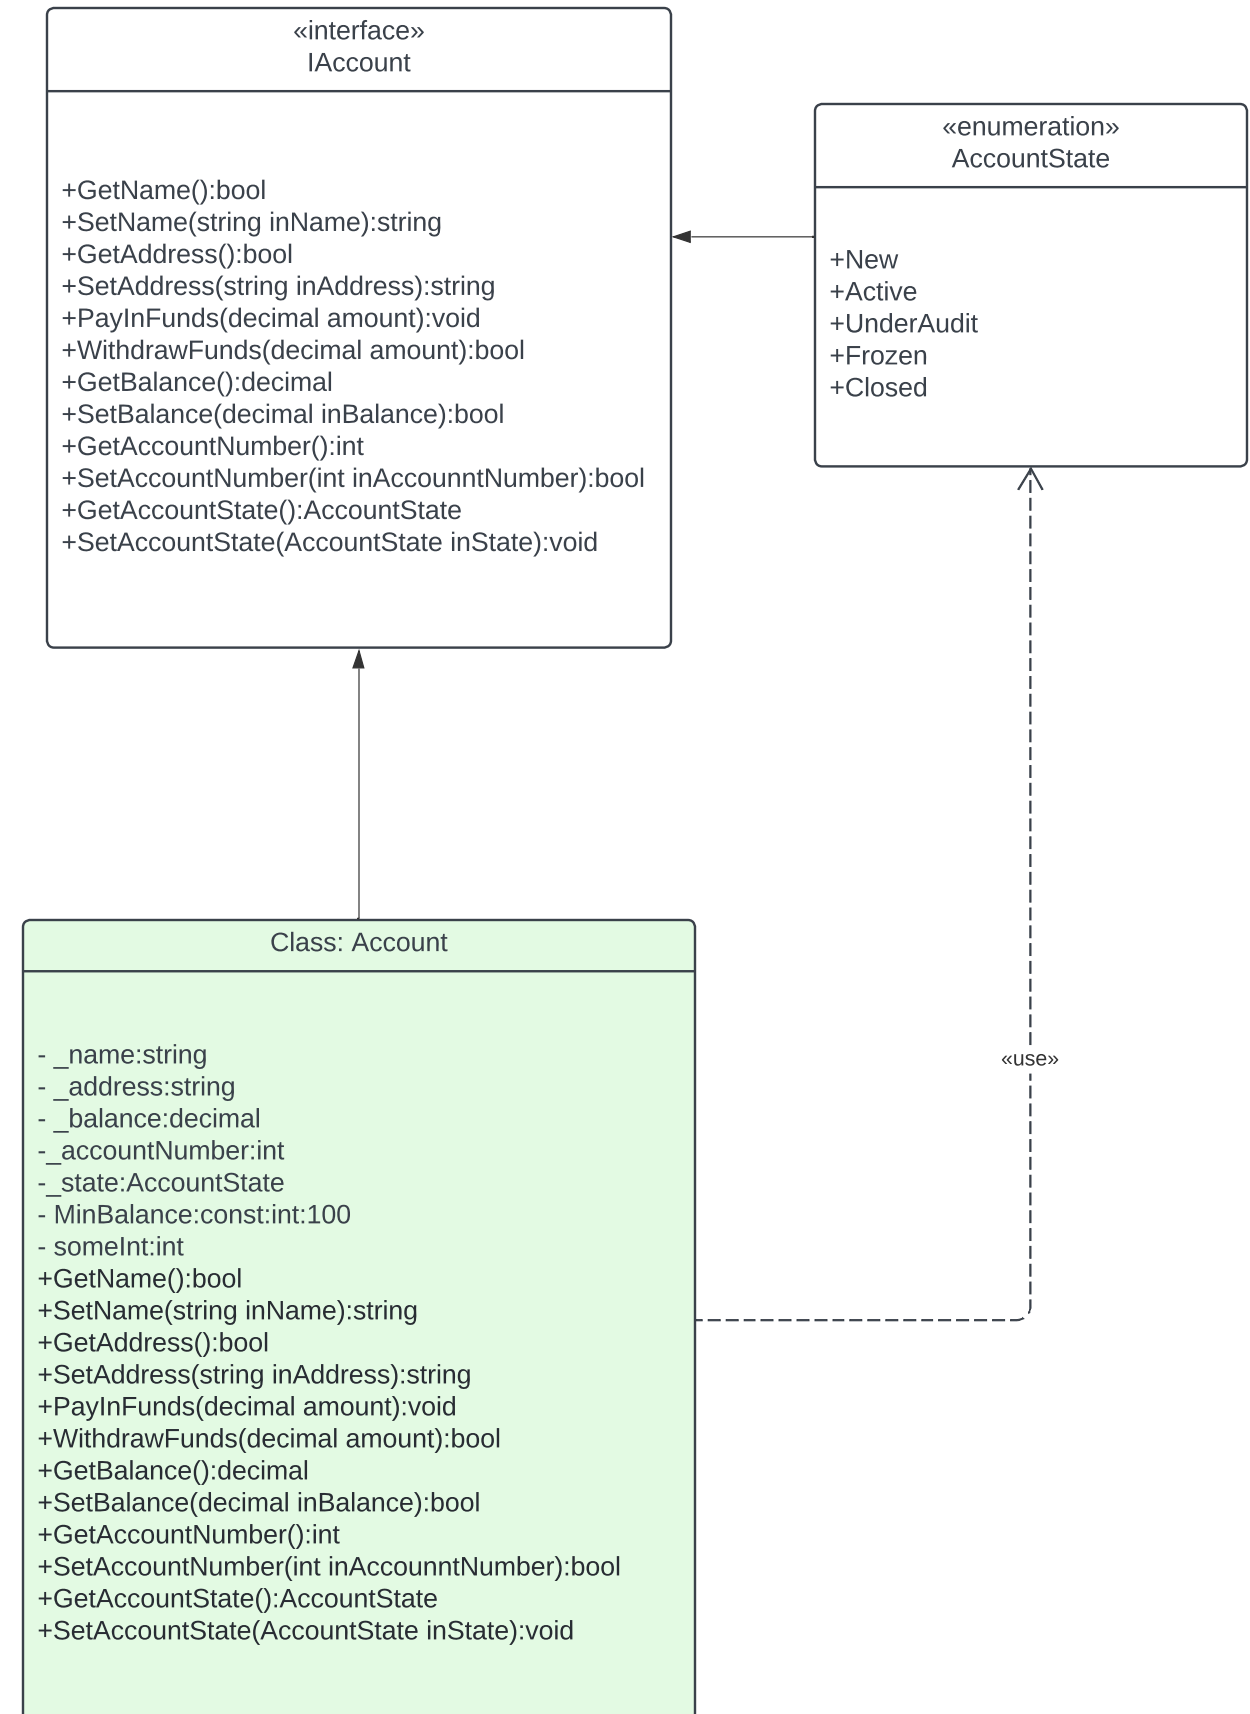 «interface»
IAccount
+GetName():bool
+SetName(string inName):string
+GetAddress():bool
+SetAddress(string inAddress):string
+PayInFunds(decimal amount):void
+WithdrawFunds(decimal amount):bool
+GetBalance():decimal
+SetBalance(decimal inBalance):bool
+GetAccountNumber():int
+SetAccountNumber(int inAccounntNumber):bool
+GetAccountState():AccountState
+SetAccountState(AccountState inState):void
«enumeration»
AccountState
+New
+Active
+UnderAudit
+Frozen
+Closed
«use»
Class: Account
- _name:string
- _address:string
- _balance:decimal
-_accountNumber:int
-_state:AccountState
- MinBalance:const:int:100
- someInt:int
+GetName():bool
+SetName(string inName):string
+GetAddress():bool
+SetAddress(string inAddress):string
+PayInFunds(decimal amount):void
+WithdrawFunds(decimal amount):bool
+GetBalance():decimal
+SetBalance(decimal inBalance):bool
+GetAccountNumber():int
+SetAccountNumber(int inAccounntNumber):bool
+GetAccountState():AccountState
+SetAccountState(AccountState inState):void